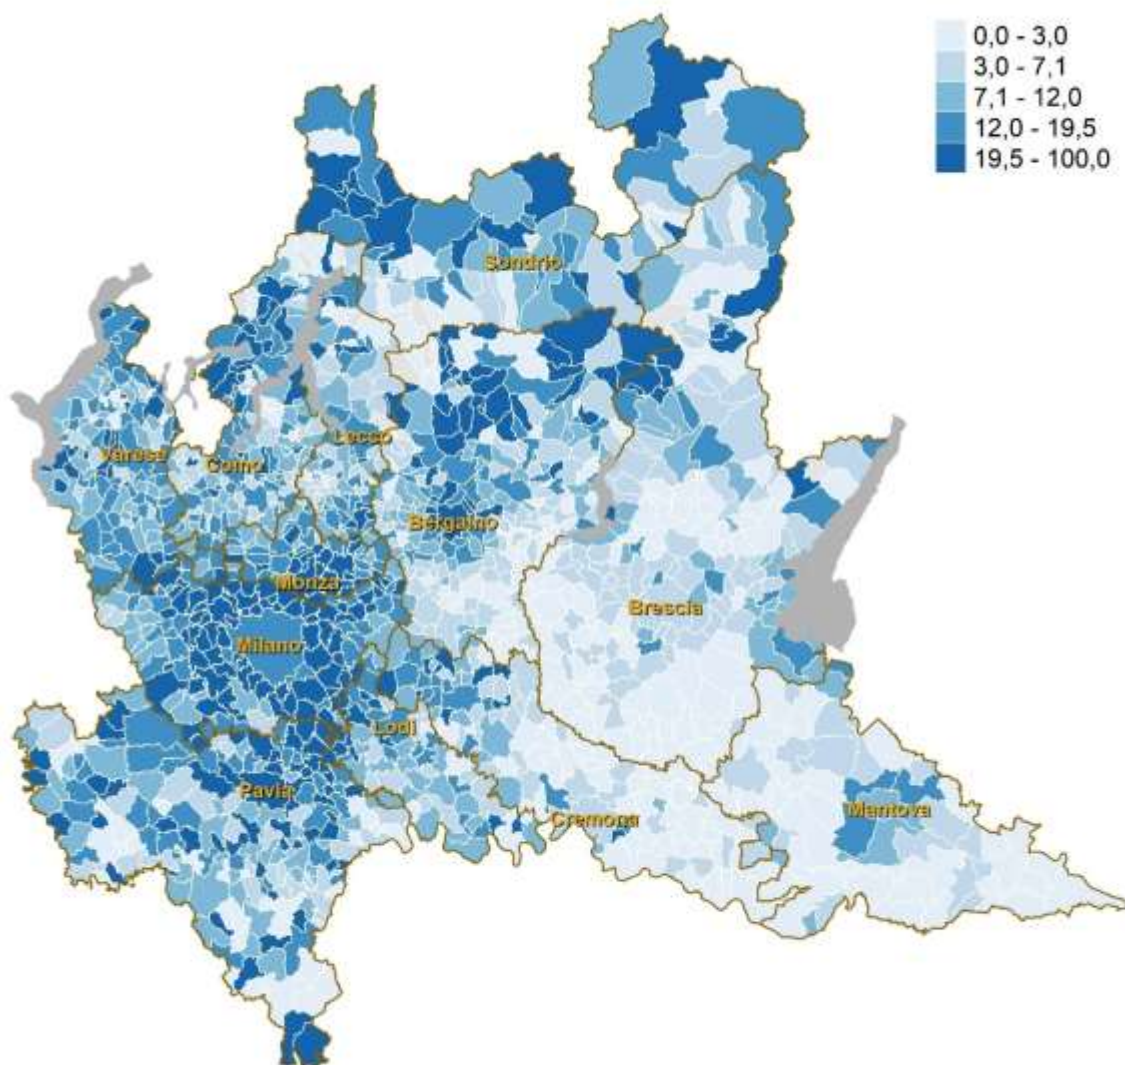 0,0 - 3,0
3,0 - 7,1
7,1 - 12,0
12,0 - 19,5
19,5 - 100,0
Sondrio
Lecco
Varese
Como
Bergamo
Monza
Brescia
Milano
Lodi
Pavia
Mantova
Cremona